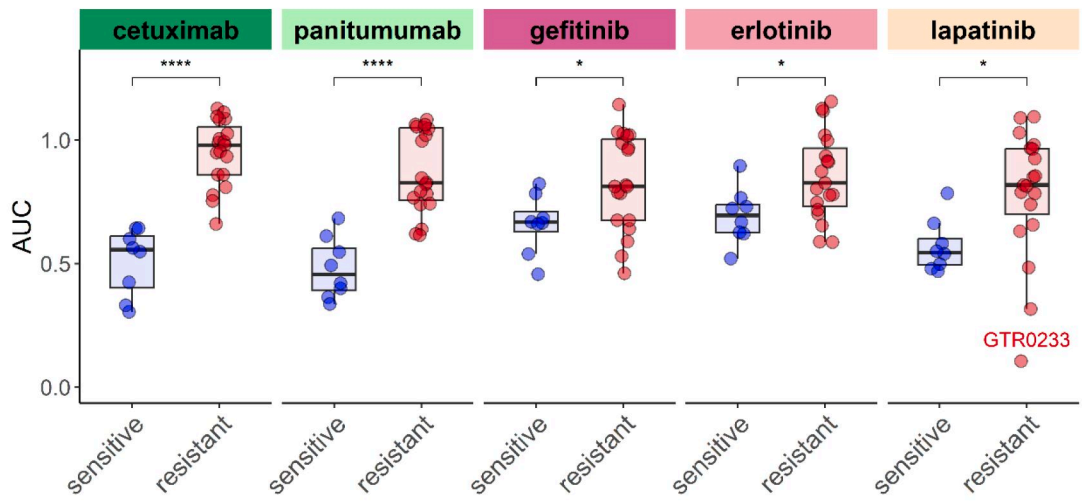 cetuximab panitumumab gefitinib erlotinib lapatinib
**** **** * * *
1.0
0.5
0.0
AUC
GTR0233
sensitive resistant sensitive resistant sensitive resistant sensitive resistant sensitive resistant